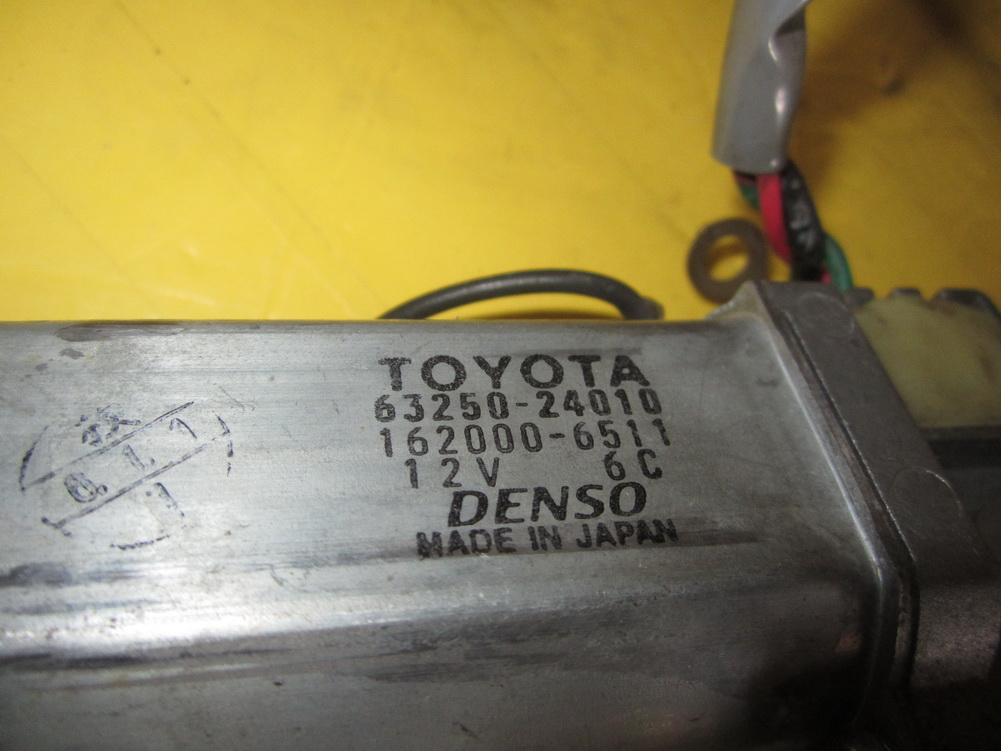 TOYOTA
63250-24010
162000-6511
12V 6C
DENSO
MADE IN JAPAN